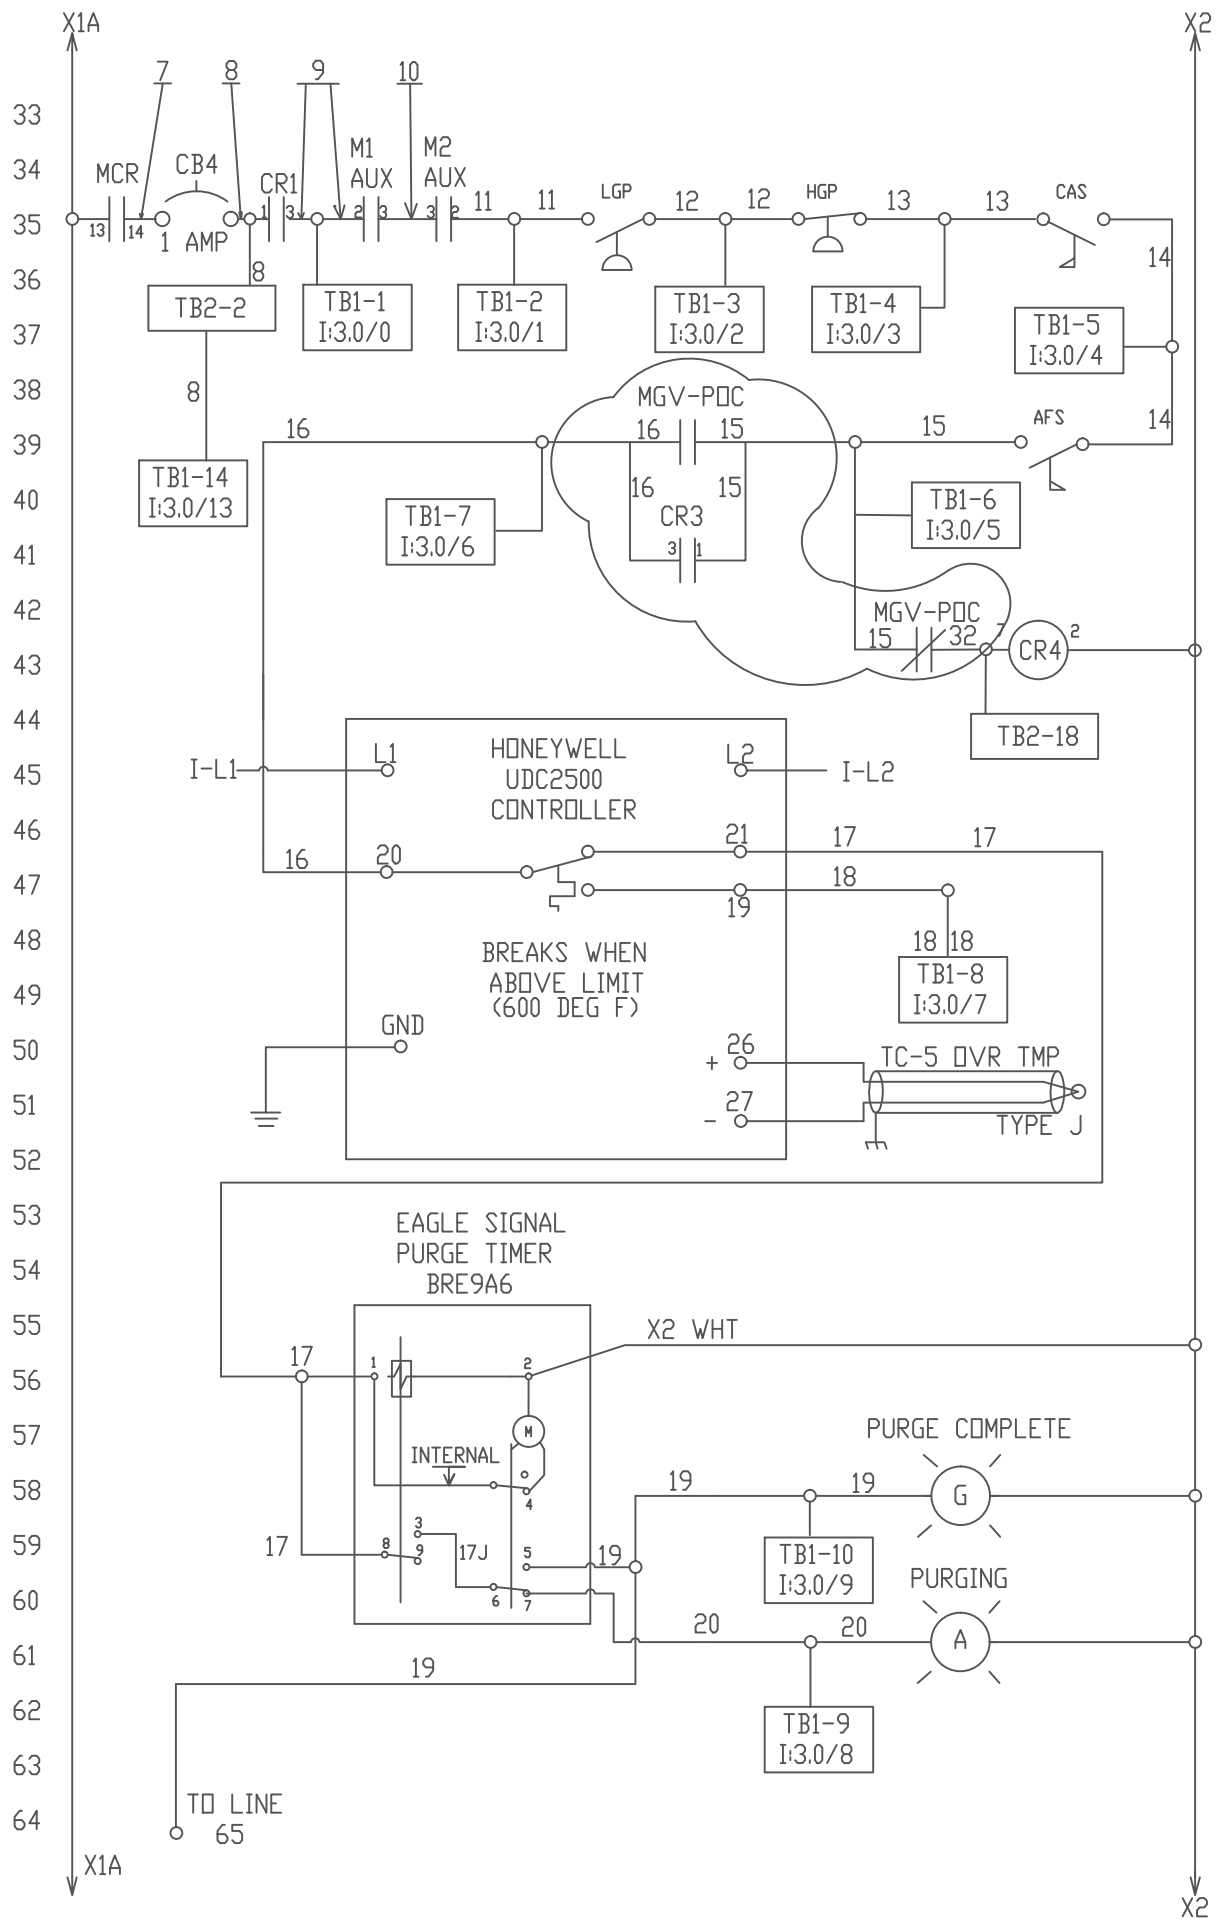 X1A
X2
7
8
9
10
33
M1
M2
34
MCR
CB4
CR1
AUX
AUX
LGP
HGP
CAS
35
13
14
1
AMP
1
3
2
3
3
2
11
11
12
12
13
13
14
36
8
TB2-2
TB1-1
I:3.0/0
TB1-2
I:3.0/1
TB1-3
I:3.0/2
TB1-4
I:3.0/3
TB1-5
I:3.0/4
37
38
8
MGV-POC
AFS
39
16
16
15
15
14
40
TB1-14
I:3.0/13
TB1-7
I:3.0/6
16
15
CR3
3
1
TB1-6
I:3.0/5
41
42
MGV-POC
15
32
7
CR4
2
43
44
TB2-18
45
I-L1
L1
HONEYWELL
UDC2500
CONTROLLER
L2
I-L2
46
16
20
21
17
17
47
19
18
48
BREAKS WHEN
ABOVE LIMIT
(600 DEG F)
18
18
TB1-8
I:3.0/7
49
50
GND
+
26
TC-5 OVR TMP
51
-
27
TYPE J
52
53
EAGLE SIGNAL
PURGE TIMER
BRE9A6
54
55
X2 WHT
56
17
1
2
57
M
INTERNAL
PURGE COMPLETE
58
4
19
19
G
59
17
8
3
9
17J
5
19
TB1-10
I:3.0/9
PURGING
60
6
7
20
20
A
61
19
62
TB1-9
I:3.0/8
63
64
TO LINE
65
X1A
X2